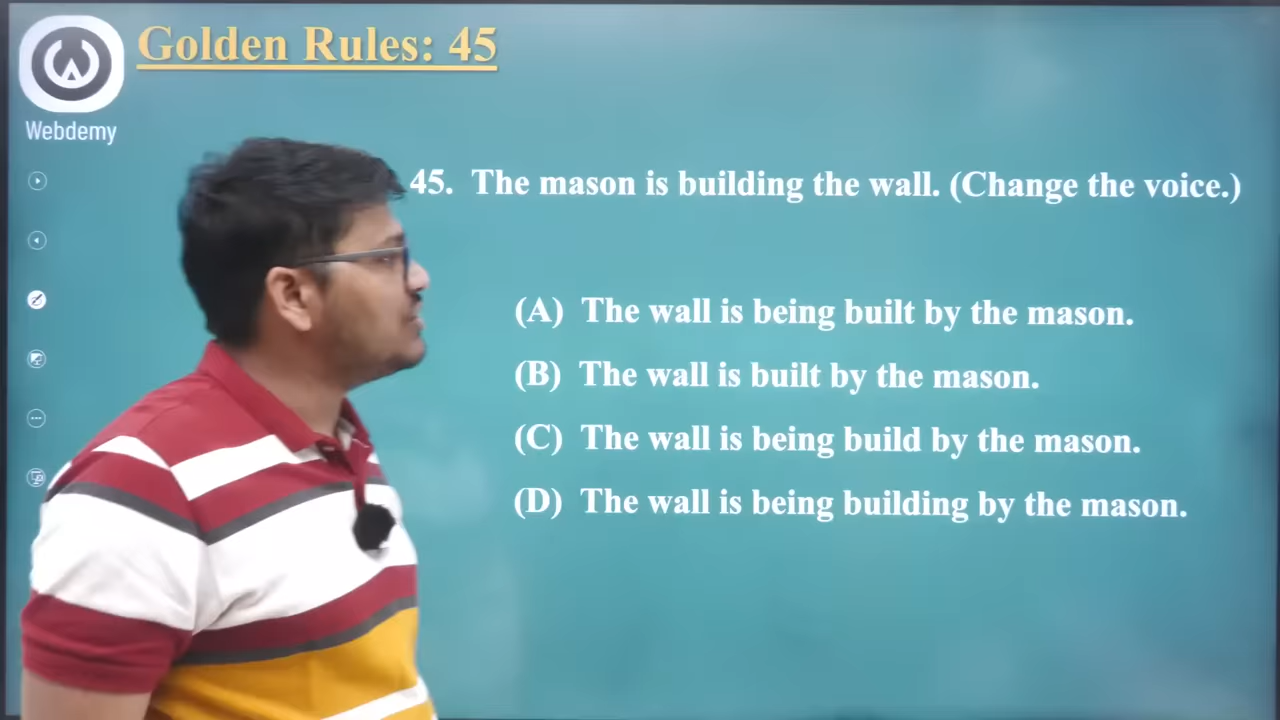 Golden Rules: 45
Webdemy
45. The mason is building the wall. (Change the voice.)
(A) The wall is being built by the mason.
(B) The wall is built by the mason.
(C) The wall is being build by the mason.
(D) The wall is being building by the mason.